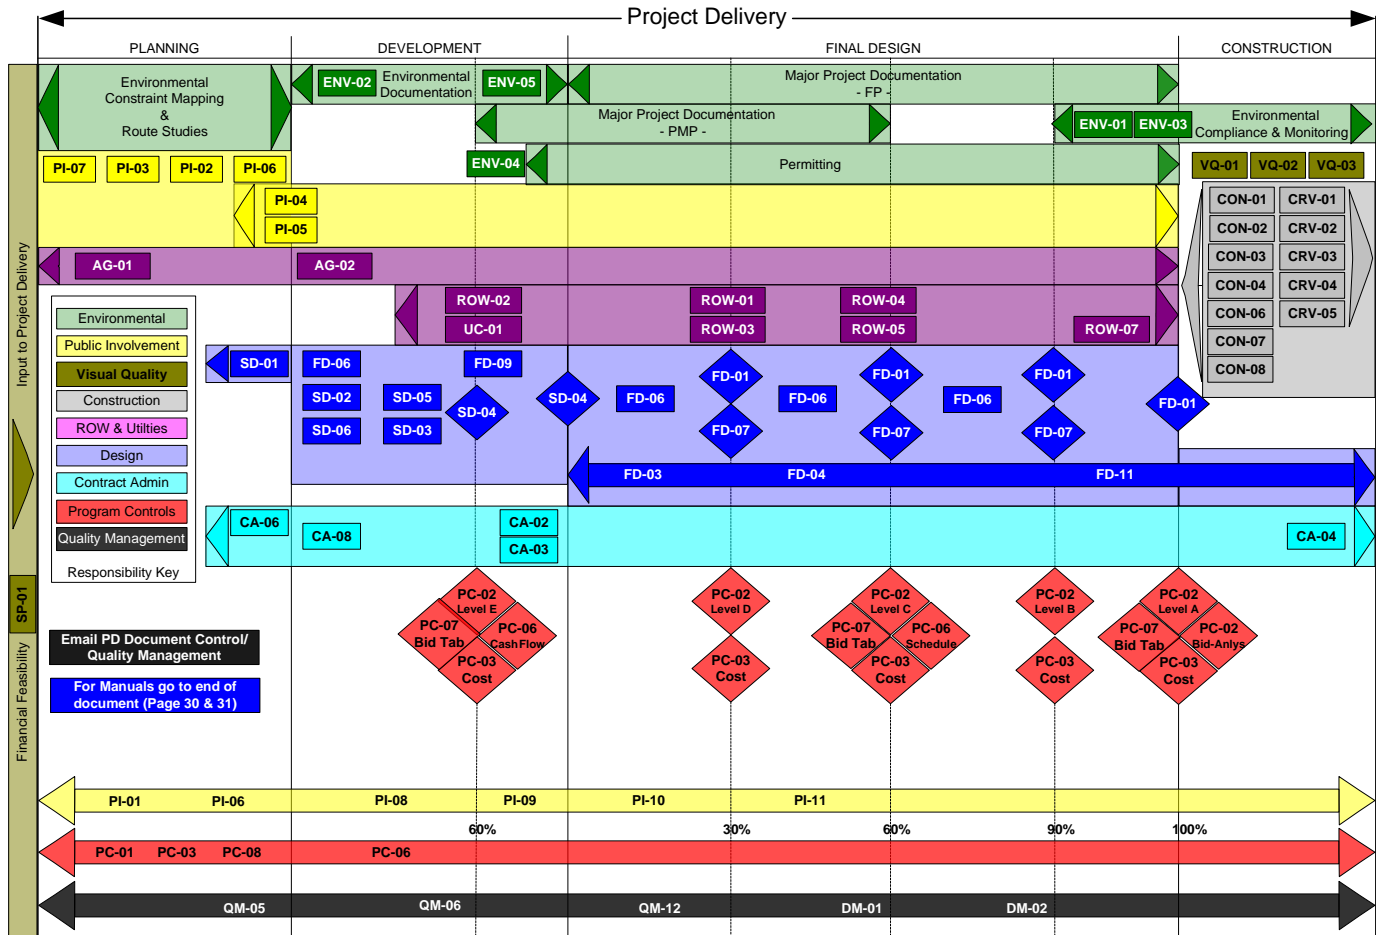 Project Delivery
PLANNING
DEVELOPMENT
FINAL DESIGN
CONSTRUCTION
Environmental
Constraint Mapping
&
Route Studies
ENV-02
Environmental
Documentation
ENV-05
Major Project Documentation
- FP -
Major Project Documentation
- PMP -
ENV-01
ENV-03
Environmental
Compliance & Monitoring
PI-07
PI-03
PI-02
PI-06
ENV-04
Permitting
VQ-01
VQ-02
VQ-03
PI-04
PI-05
CON-01
CRV-01
CON-02
CRV-02
CON-03
CRV-03
CON-04
CRV-04
CON-06
CRV-05
CON-07
CON-08
AG-01
AG-02
ROW-02
ROW-01
ROW-04
UC-01
ROW-03
ROW-05
ROW-07
Input to Project Delivery
Environmental
Public Involvement
Visual Quality
Construction
ROW & Utilties
Design
Contract Admin
Program Controls
Quality Management
Responsibility Key
SD-01
FD-06
FD-09
SD-02
SD-05
SD-04
SD-04
SD-06
SD-03
FD-06
FD-01
FD-07
FD-06
FD-01
FD-07
FD-06
FD-01
FD-07
FD-01
FD-03
FD-04
FD-11
CA-06
CA-08
CA-02
CA-03
CA-04
SP-01
Financial Feasibility
Email PD Document Control/
Quality Management
For Manuals go to end of
document (Page 30 & 31)
PC-02
Level E
PC-07
Bid Tab
PC-06
CashFlow
PC-03
Cost
PC-02
Level D
PC-03
Cost
PC-02
Level C
PC-07
Bid Tab
PC-06
Schedule
PC-03
Cost
PC-02
Level B
PC-03
Cost
PC-02
Level A
PC-07
Bid Tab
PC-02
Bid-Anlys
PC-03
Cost
PI-01
PI-06
PI-08
PI-09
PI-10
PI-11
60%
30%
60%
90%
100%
PC-01
PC-03
PC-08
PC-06
QM-05
QM-06
QM-12
DM-01
DM-02